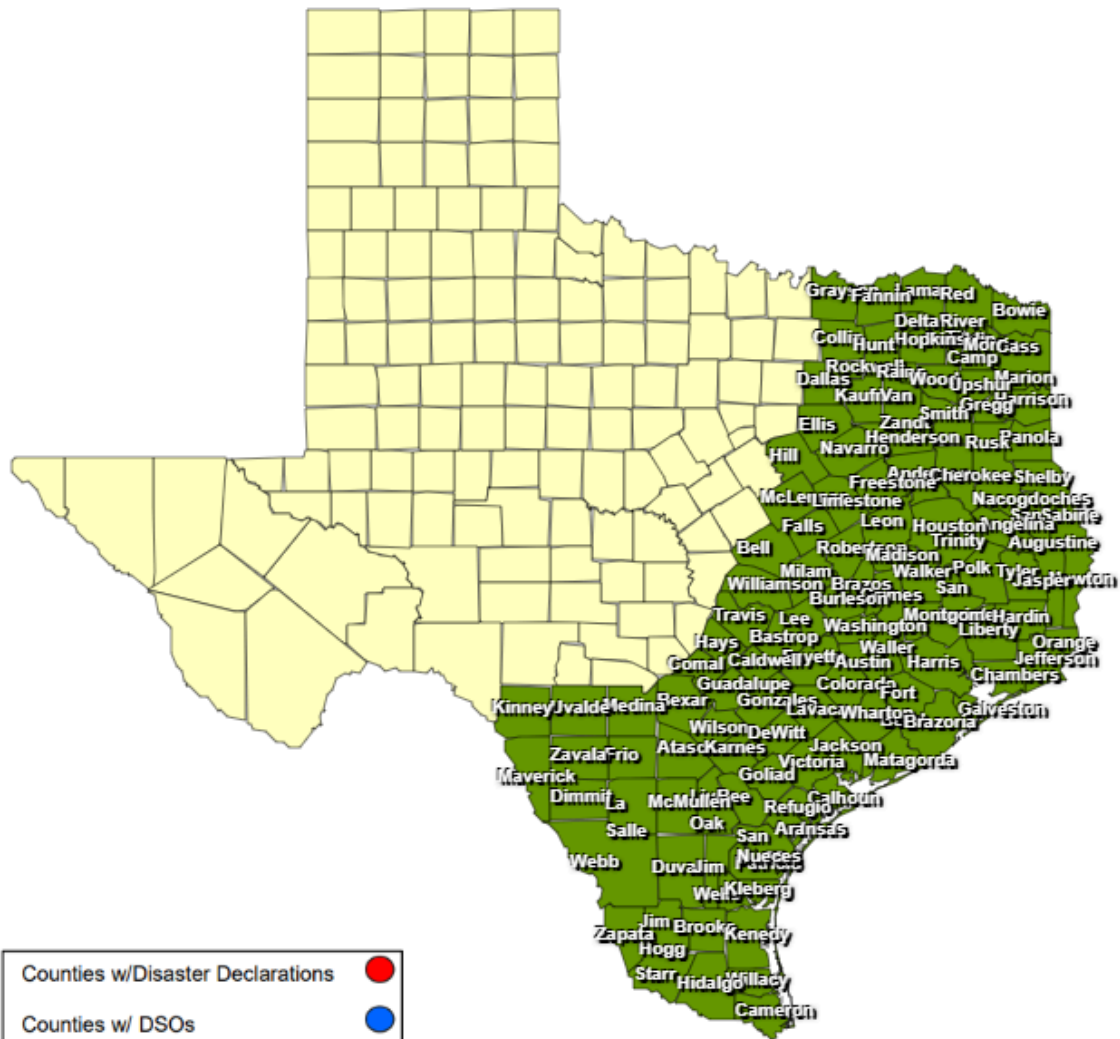 Grayson
Fannin
Lamar
Red
Bowie
Delta
River
Collin
Hunt
Hopkins
Cass
Camp
Rockwall
Rains
Wood
Upshur
Marion
Dallas
Kaufman
Van
Harrison
Gregg
Smith
Ellis
Zandt
Henderson
Rusk
Panola
Navarro
Hill
Cherokee
Shelby
Freestone
McLennan
Limestone
Nacogdoches
Sabine
Falls
Leon
Houston
Angelina
Trinity
Augustine
Bell
Robertson
Madison
Milam
Walker
Polk
Tyler
Jasper
Newton
Williamson
Brazos
San
Burleson
Grimes
Travis
Lee
Washington
Montgomery
Hardin
Liberty
Bastrop
Hays
Waller
Orange
Comal
Caldwell
Fayette
Austin
Harris
Jefferson
Chambers
Guadalupe
Colorado
Fort
Kinney
Uvalde
Medina
Bexar
Gonzales
Lavaca
Wharton
Galveston
Brazoria
Wilson
DeWitt
Zavala
Frio
Karnes
Jackson
Matagorda
Victoria
Maverick
Goliad
Dimmit
La
McMullen
Bee
Calhoun
Refugio
Salle
Oak
San
Aransas
Webb
Duval
Jim
Nueces
Wells
Kleberg
Jim
Brooks
Zapata
Kenedy
Hogg
Starr
Hidalgo
Willacy
Cameron
Counties w/Disaster Declarations
Counties w/ DSOs